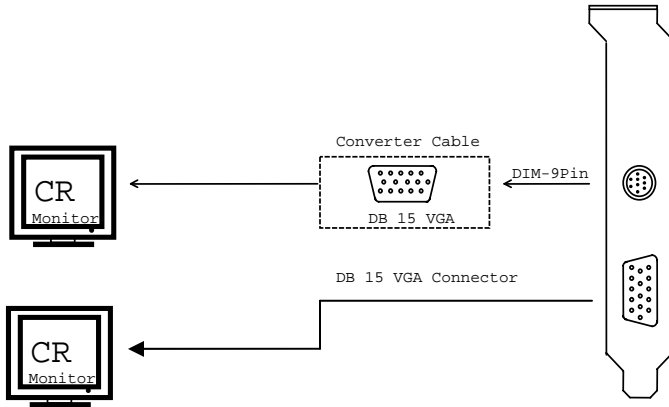 Converter Cable
DIM-9Pin
CR
Monitor
DB 15 VGA
DB 15 VGA Connector
CR
Monitor